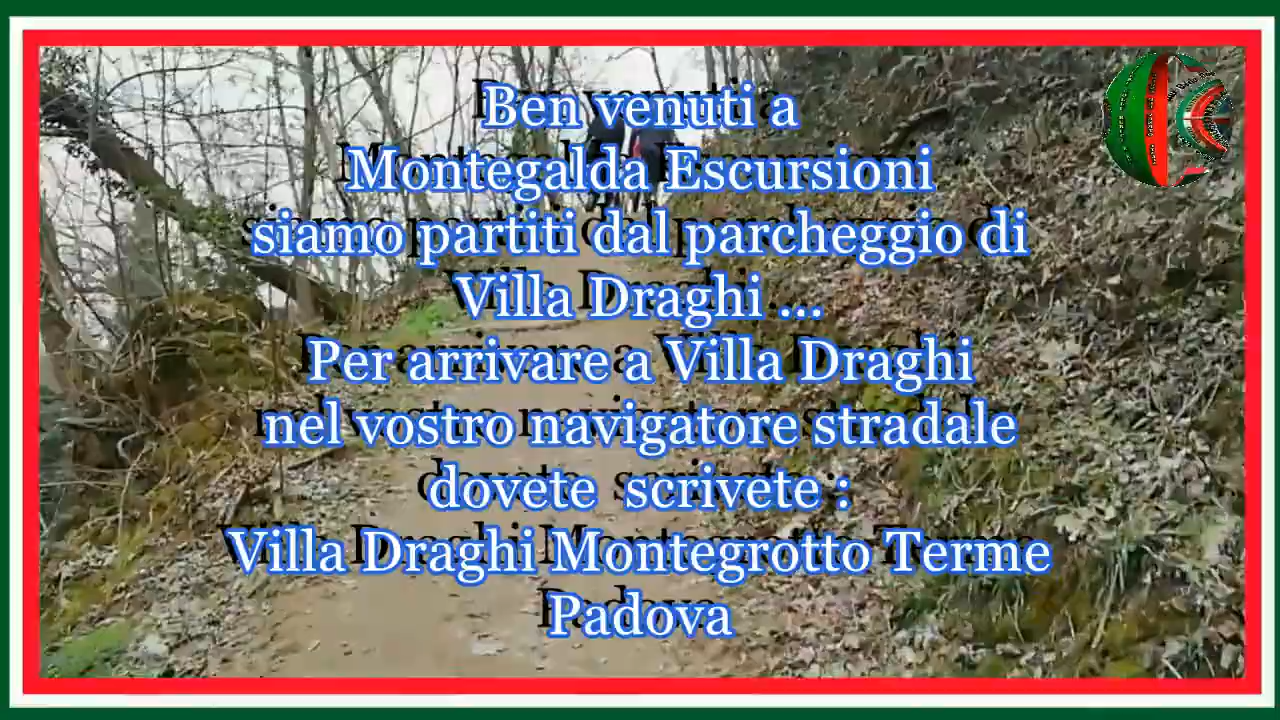 Ben venuti a
Montegalda Escursioni
siamo partiti dal parcheggio di
Villa Draghi ...
Per arrivare a Villa Draghi
nel vostro navigatore stradale
dovete scrivete :
Villa Draghi Montegrotto Terme
Padova